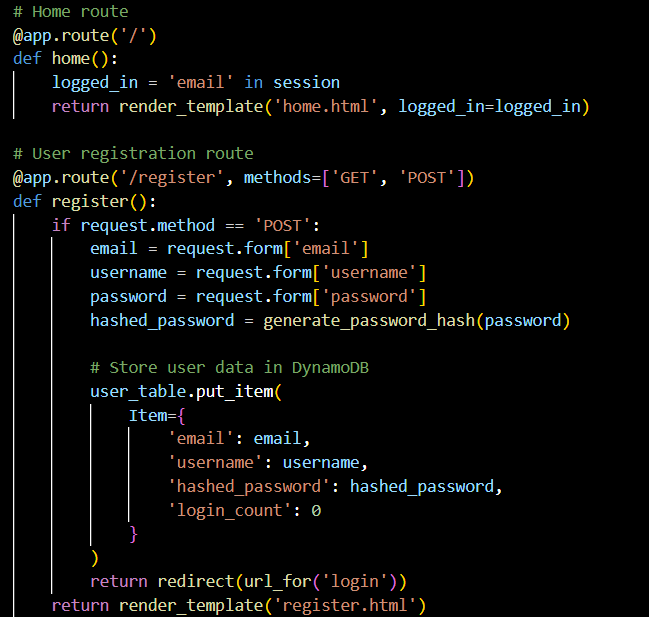 # Home route
@app.route('/')
def home():
    logged_in = 'email' in session
    return render_template('home.html', logged_in=logged_in)

# User registration route
@app.route('/register', methods=['GET', 'POST'])
def register():
    if request.method == 'POST':
        email = request.form['email']
        username = request.form['username']
        password = request.form['password']
        hashed_password = generate_password_hash(password)

        # Store user data in DynamoDB
        user_table.put_item(
            Item={
                'email': email,
                'username': username,
                'hashed_password': hashed_password,
                'login_count': 0
            }
        )
        return redirect(url_for('login'))
    return render_template('register.html')